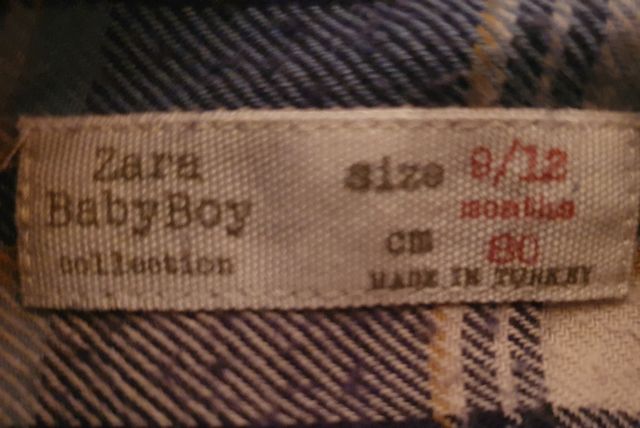 Zara
BabyBoy
collection
size 9/12
months
cm 80
MADE IN TURKEY